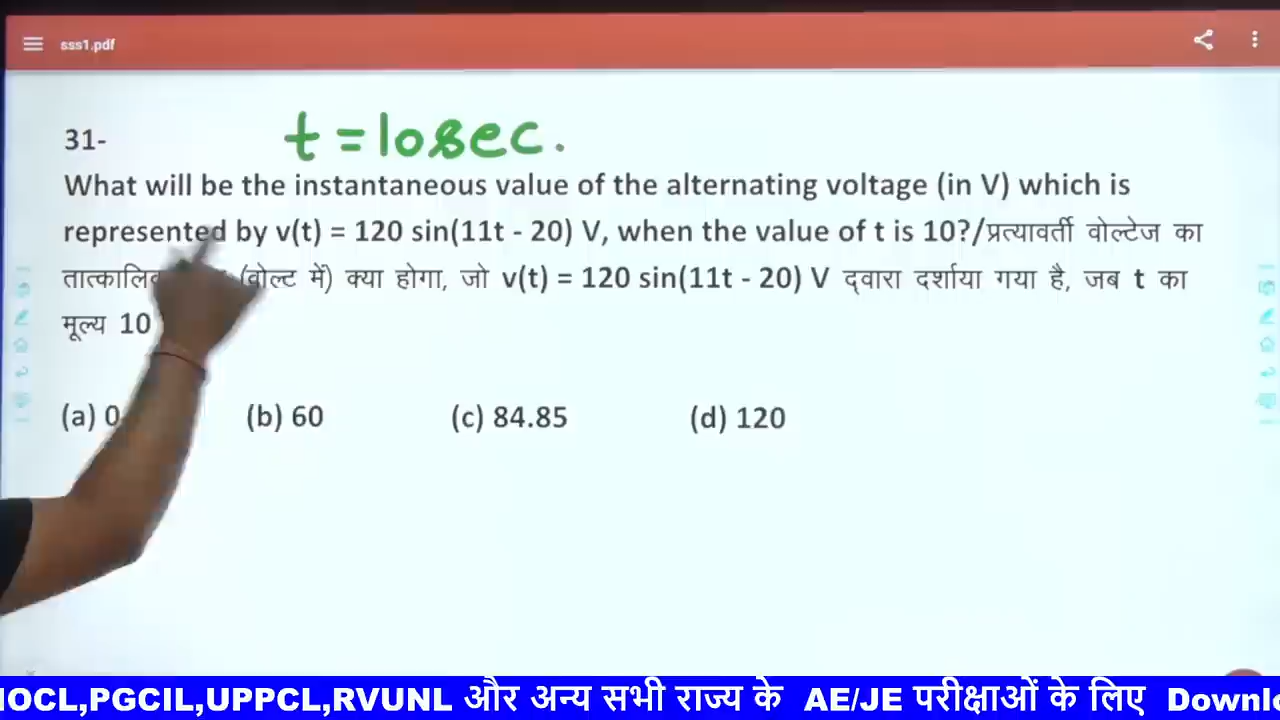 sss1.pdf
31-
t = 10sec.
What will be the instantaneous value of the alternating voltage (in V) which is
represented by v(t) = 120 sin(11t - 20) V, when the value of t is 10?/प्रत्यावर्ती वोल्टेज का
(वोल्ट में) क्या होगा, जो v(t) = 120 sin(11t - 20) V द्वारा दर्शाया गया है, जब t का
मूल्य 10
(a) 0 (b) 60 (c) 84.85 (d) 120
IOCL,PGCIL,UPPCL,RVUNL और अन्य सभी राज्य के AE/JE परीक्षाओं के लिए